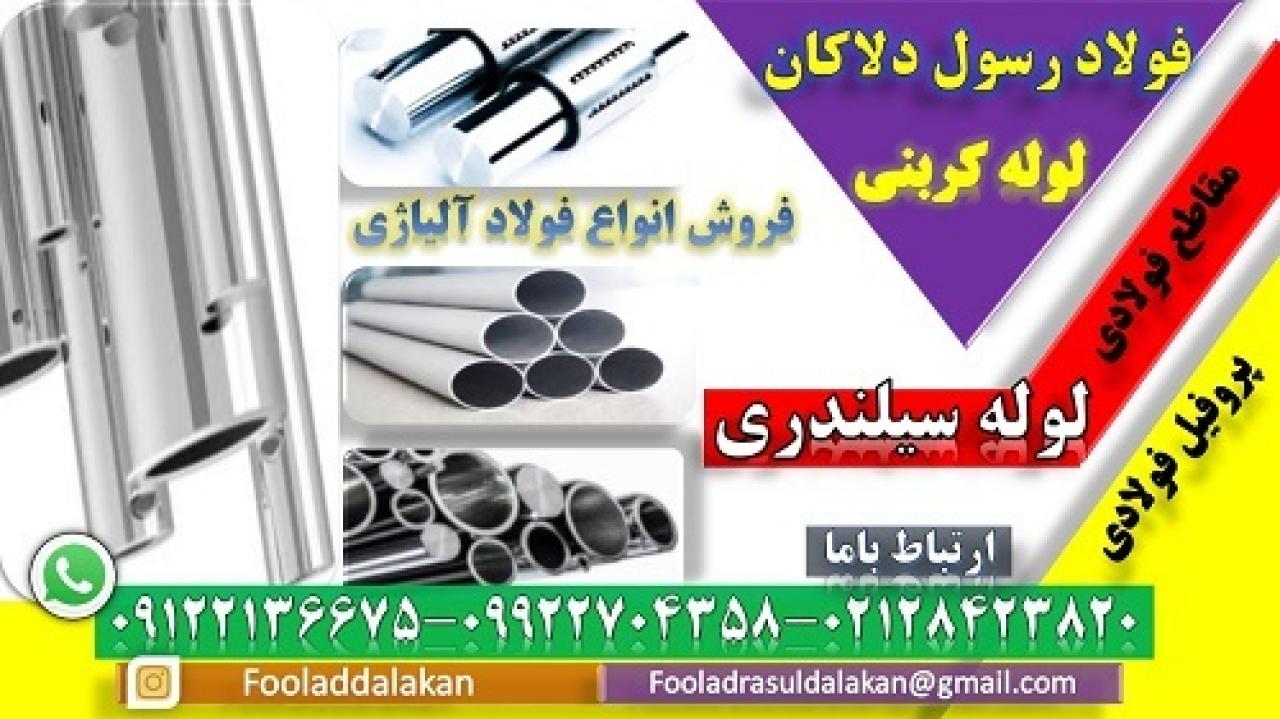 فولاد رسول دلاکان
لوله کربنی
فروش انواع فولاد آلیاژی
مقاطع فولادی
پروفیل فولادی
لوله سیلندری
ارتباط باما
۰۹۱۲۲۱۳۶۶۷۵-۰۹۹۲۲۷۰۴۳۵۸-۰۲۱۲۸۴۲۳۸۲۰
Fooladdalakan
Fooladrasuldalakan@gmail.com